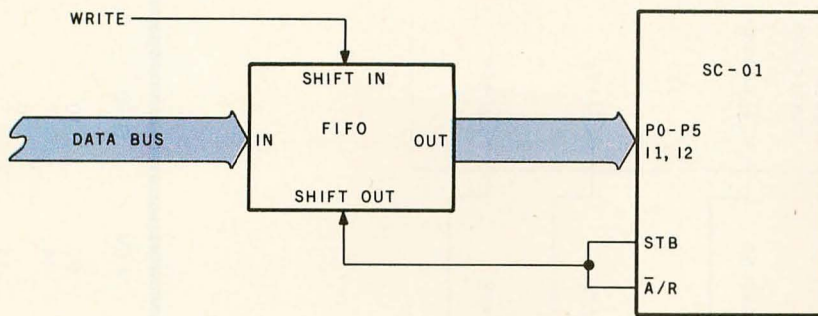 WRITE
SHIFT IN
SC-01
DATA BUS
IN
FIFO
OUT
P0-P5
I1, I2
SHIFT OUT
STB
A̅/R